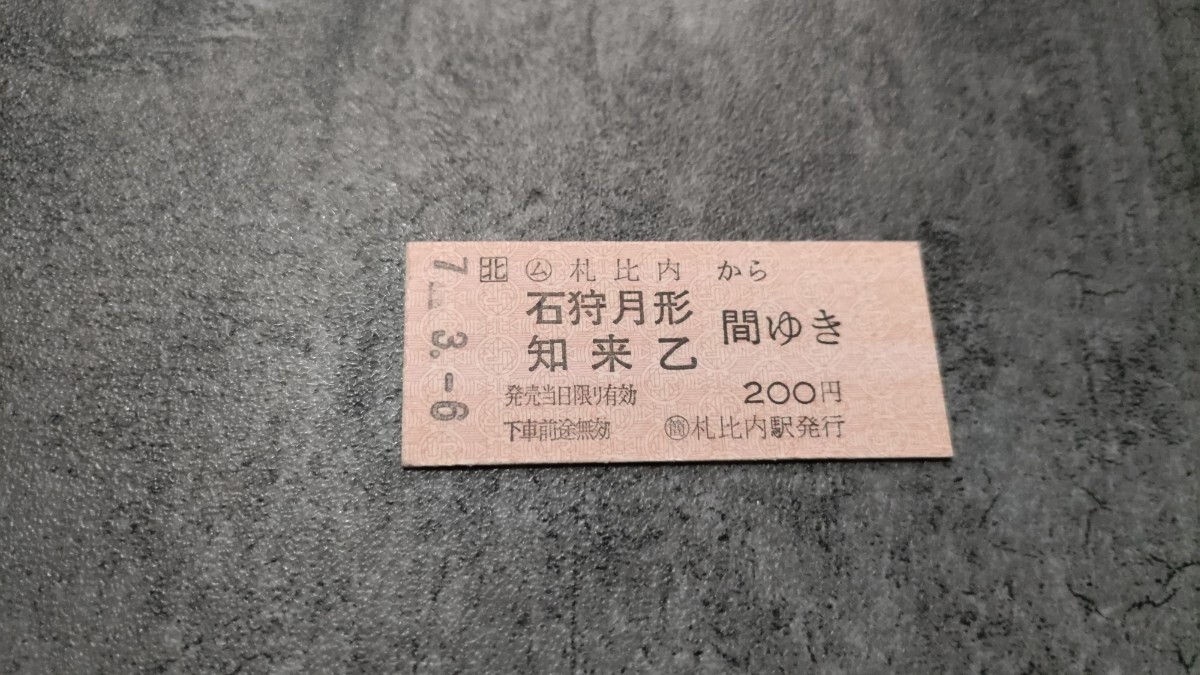 7.-3.-6
北 ㋰ 札比内 から
石狩月形
知来乙
間ゆき
発売当日限り有効 200円
下車前途無効 ㊄札比内駅発行